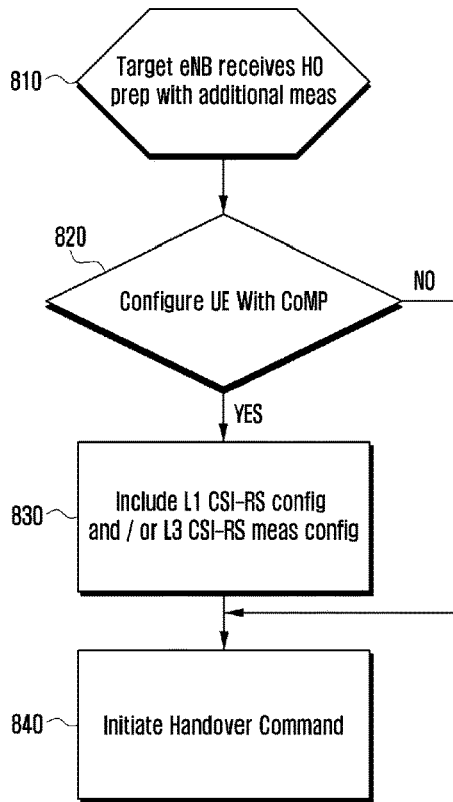 810
Target eNB receives HO
prep with additional meas
820
Configure UE With CoMP
NO
YES
830
Include L1 CSI-RS config
and / or L3 CSI-RS meas config
840
Initiate Handover Command